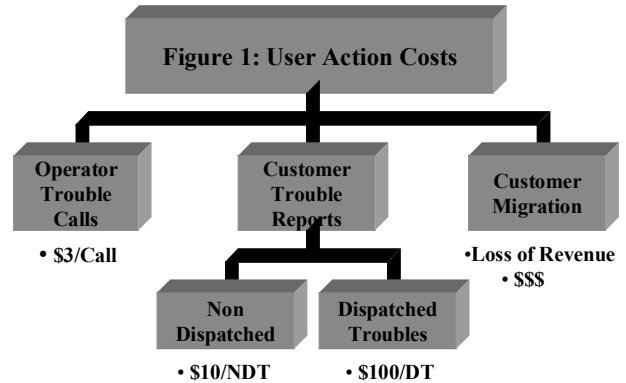 Figure 1: User Action Costs
Operator
Trouble
Calls
Customer
Trouble
Reports
Customer
Migration
• $3/Call
•Loss of Revenue
• $$$
Non
Dispatched
Dispatched
Troubles
• $10/NDT
• $100/DT